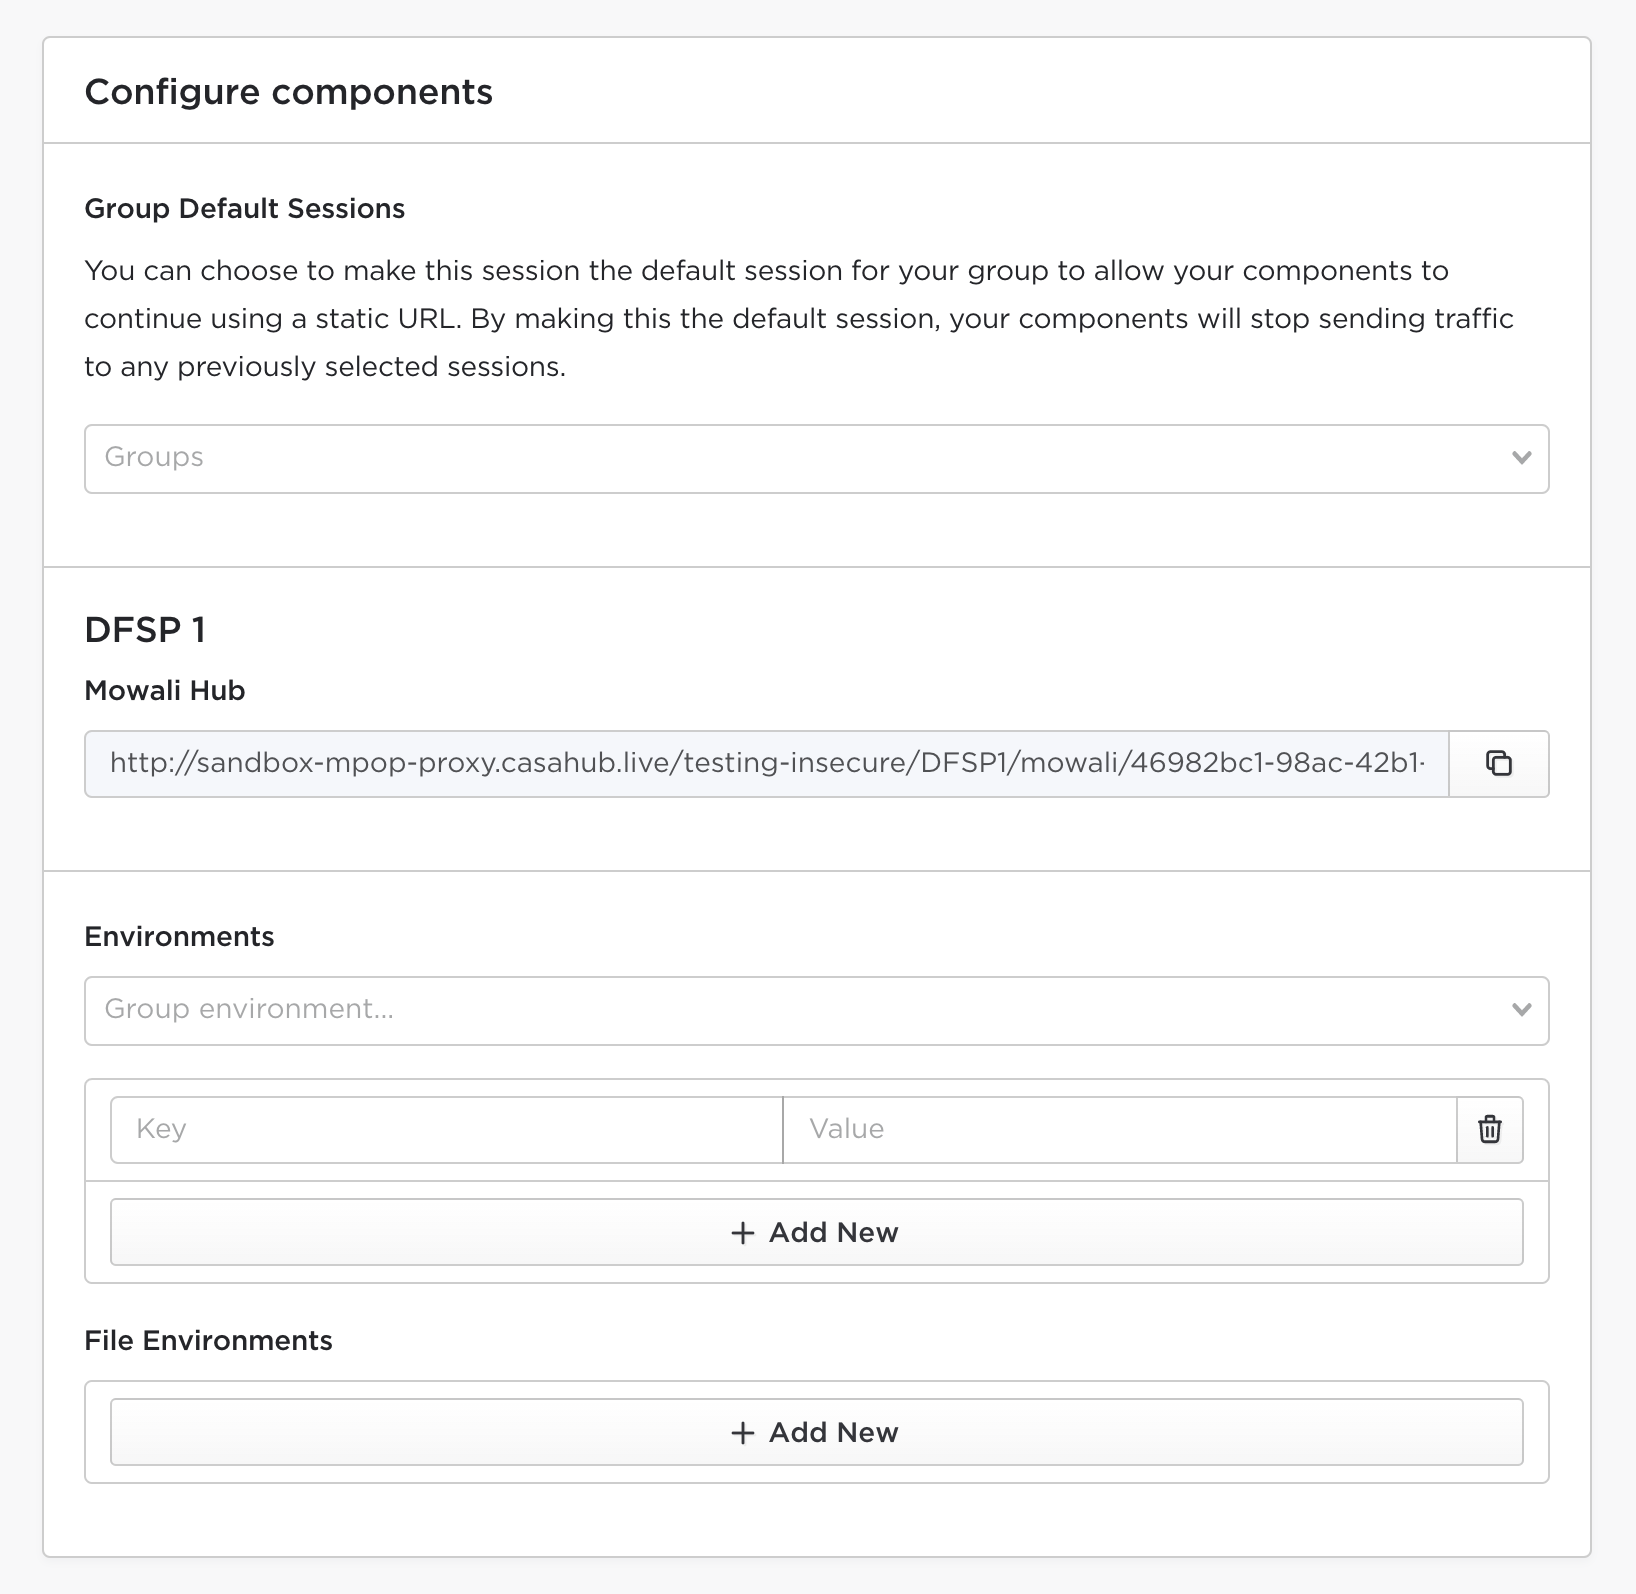 Configure components
Group Default Sessions
You can choose to make this session the default session for your group to allow your components to
continue using a static URL. By making this the default session, your components will stop sending traffic
to any previously selected sessions.
Groups
DFSP 1
Mowali Hub
http://sandbox-mpop-proxy.casahub.live/testing-insecure/DFSP1/mowali/46982bc1-98ac-42b1-
Environments
Group environment...
Key Value
+ Add New
File Environments
+ Add New